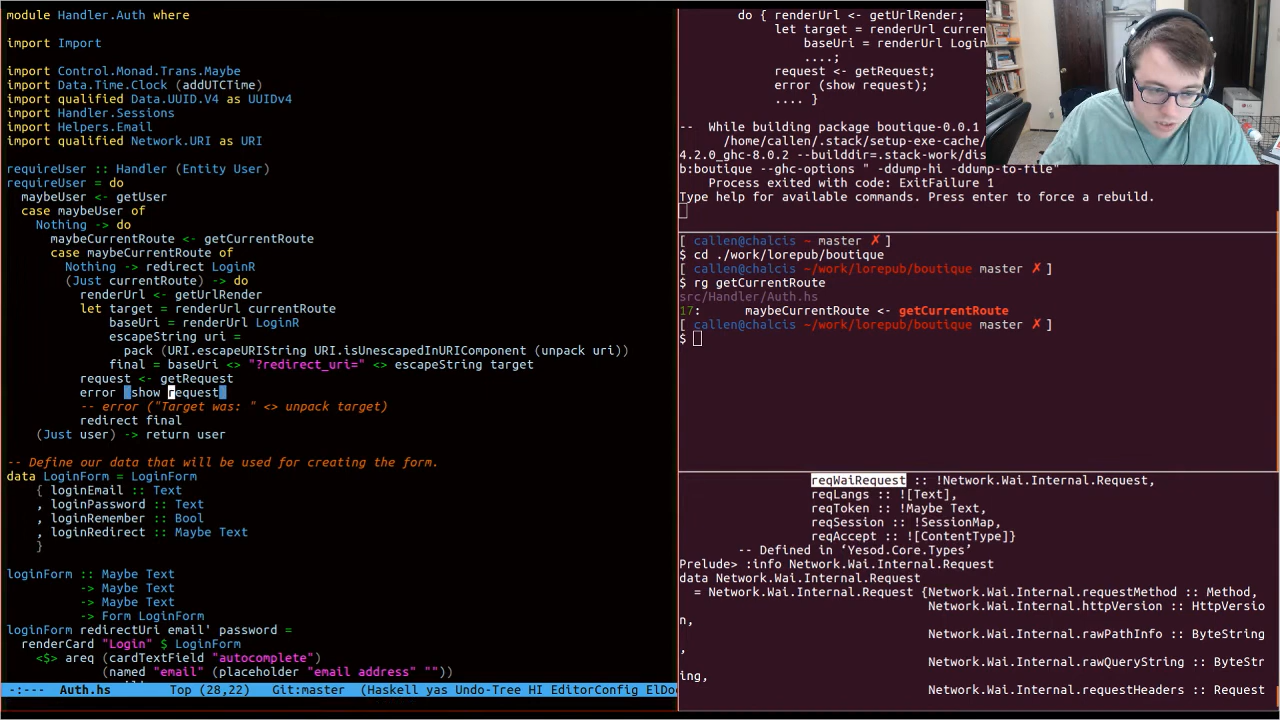 module Handler.Auth where
import Import
import Control.Monad.Trans.Maybe
import Data.Time.Clock (addUTCTime)
import qualified Data.UUID.V4 as UUIDv4
import Handler.Sessions
import Helpers.Email
import qualified Network.URI as URI
requireUser :: Handler (Entity User)
requireUser = do
  maybeUser <- getUser
  case maybeUser of
    Nothing -> do
      maybeCurrentRoute <- getCurrentRoute
      case maybeCurrentRoute of
        Nothing -> redirect LoginR
        (Just currentRoute) -> do
          renderUrl <- getUrlRender
          let target = renderUrl currentRoute
              baseUri = renderUrl LoginR
              escapeString uri =
                pack (URI.escapeURIString URI.isUnescapedInURIComponent (unpack uri))
              final = baseUri <> "?redirect_uri=" <> escapeString target
          request <- getRequest
          error (show request)
          -- error ("Target was: " <> unpack target)
          redirect final
    (Just user) -> return user
-- Define our data that will be used for creating the form.
data LoginForm = LoginForm
    { loginEmail :: Text
    , loginPassword :: Text
    , loginRemember :: Bool
    , loginRedirect :: Maybe Text
    }
loginForm :: Maybe Text
          -> Maybe Text
          -> Maybe Text
          -> Form LoginForm
loginForm redirectUri email' password =
  renderCard "Login" $ LoginForm
    <$> areq (cardTextField "autocomplete")
             (named "email" (placeholder "email address" ""))
-:--- Auth.hs Top (28,22) Git:master (Haskell yas Undo-Tree HI EditorConfig ElDoc
do { renderUrl <- getUrlRender;
     let target = renderUrl curren
         baseUri = renderUrl Login
         ....;
     request <- getRequest;
     error (show request);
     .... }
-- While building package boutique-0.0.1
/home/callen/.stack/setup-exe-cache/
4.2.0_ghc-8.0.2 --builddir=.stack-work/dis
b:boutique --ghc-options " -ddump-hi -ddump-to-file"
Process exited with code: ExitFailure 1
Type help for available commands. Press enter to force a rebuild.
[ callen@chalcis ~ master ✗ ]
$ cd ./work/lorepub/boutique
[ callen@chalcis ~/work/lorepub/boutique master ✗ ]
$ rg getCurrentRoute
src/Handler/Auth.hs
17:      maybeCurrentRoute <- getCurrentRoute
[ callen@chalcis ~/work/lorepub/boutique master ✗ ]
$
reqWaiRequest :: !Network.Wai.Internal.Request,
reqLangs :: ![Text],
reqToken :: !Maybe Text,
reqSession :: !SessionMap,
reqAccept :: ![ContentType]}
-- Defined in ‘Yesod.Core.Types’
Prelude> :info Network.Wai.Internal.Request
data Network.Wai.Internal.Request
  = Network.Wai.Internal.Request {Network.Wai.Internal.requestMethod :: Method,
Network.Wai.Internal.httpVersion :: HttpVersio
n,
Network.Wai.Internal.rawPathInfo :: ByteString
,
Network.Wai.Internal.rawQueryString :: ByteStr
ing,
Network.Wai.Internal.requestHeaders :: Request